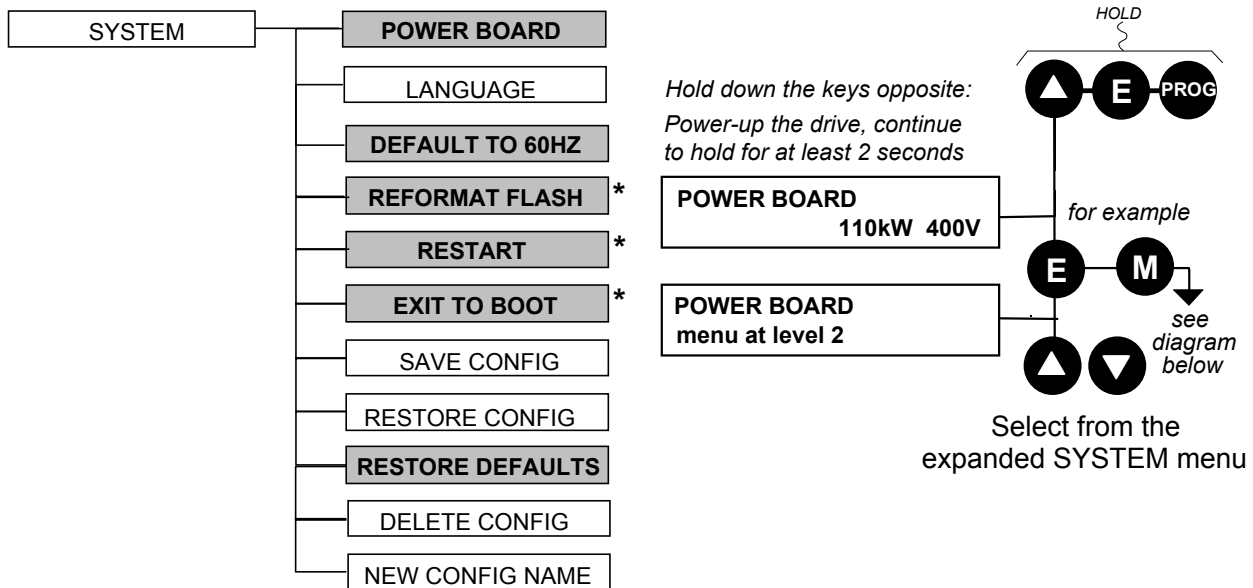 SYSTEM
POWER BOARD
LANGUAGE
DEFAULT TO 60HZ
REFORMAT FLASH *
RESTART *
EXIT TO BOOT *
SAVE CONFIG
RESTORE CONFIG
RESTORE DEFAULTS
DELETE CONFIG
NEW CONFIG NAME
HOLD
E
PROG
Hold down the keys opposite:
Power-up the drive, continue
to hold for at least 2 seconds
POWER BOARD
110kW 400V
for example
E
M
POWER BOARD
menu at level 2
see
diagram
below
Select from the
expanded SYSTEM menu